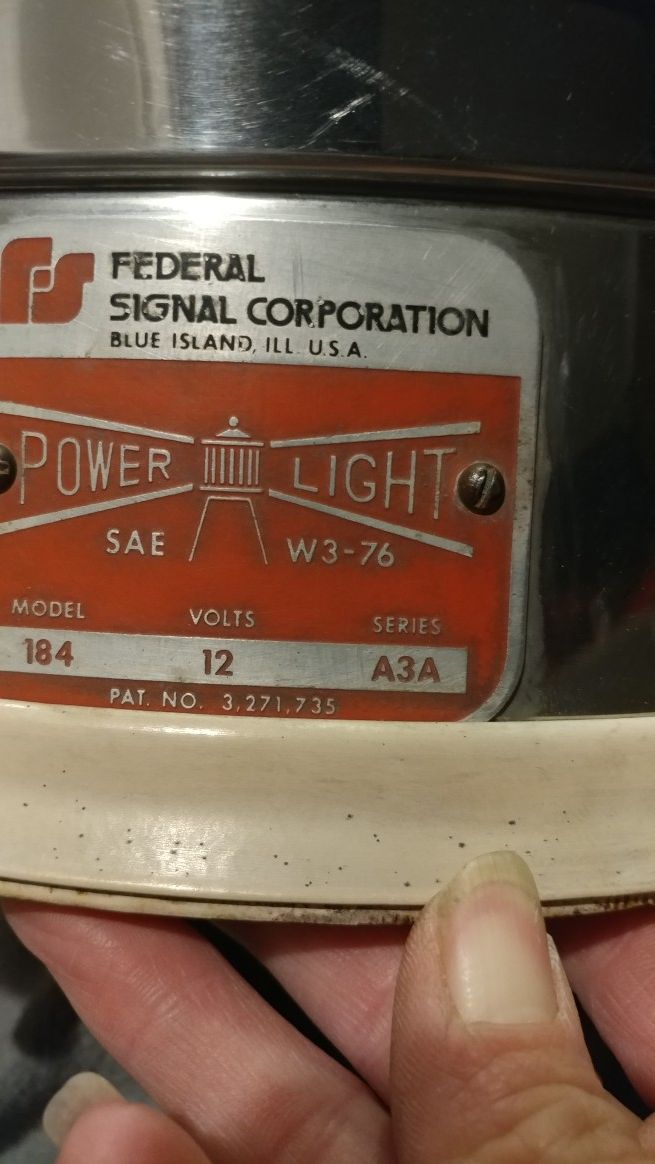 FS
FEDERAL
SIGNAL CORPORATION
BLUE ISLAND, ILL. U.S.A.
POWER LIGHT
SAE W3-76
MODEL VOLTS SERIES
184 12 A3A
PAT. NO. 3,271,735